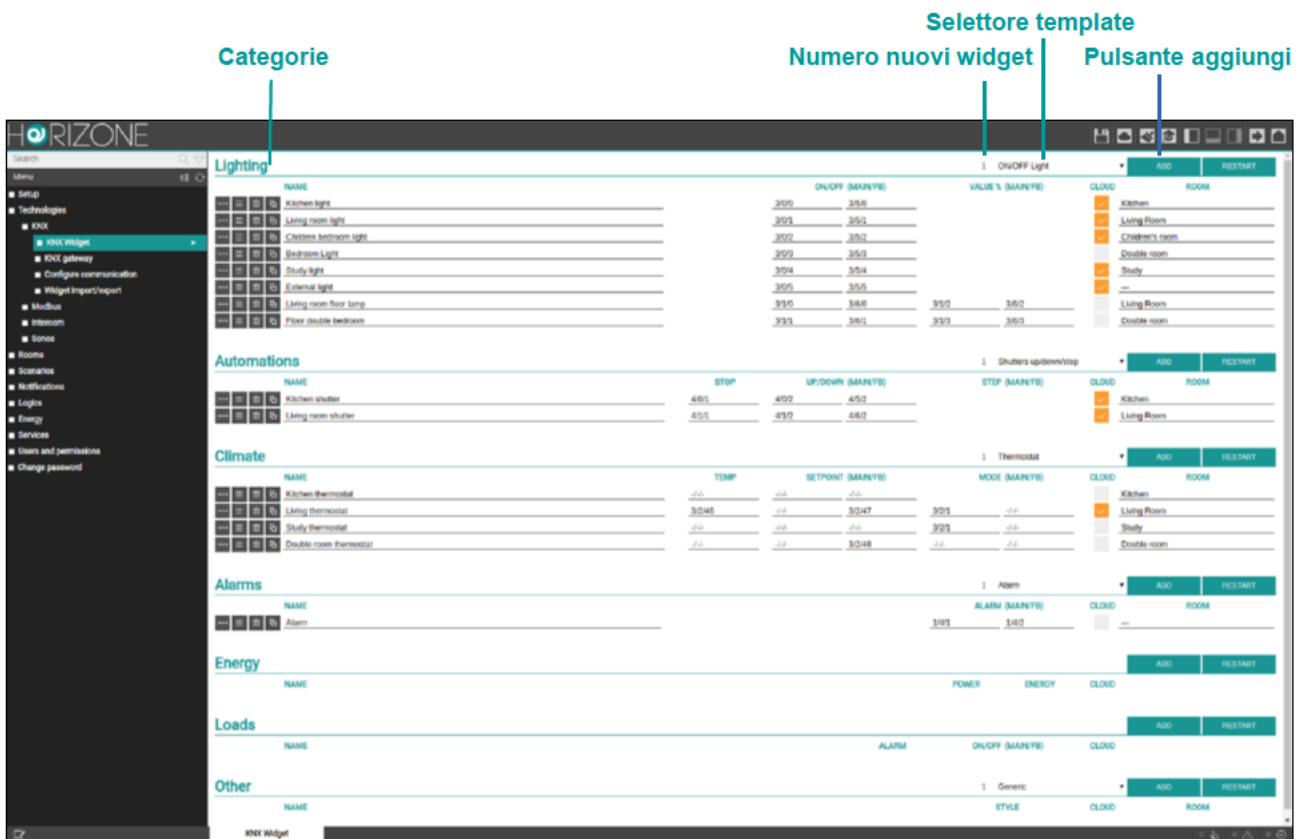 Selettore template
Categorie Numero nuovi widget Pulsante aggiungi
HORIZONE
Search
Menu
Setup
Technologies
KNX
KNX Widget
KNX gateway
Configure communication
Widget import/export
Modbus
Intercom
Sonos
Rooms
Scenarios
Notifications
Logics
Energy
Services
Users and permissions
Change password
Lighting 1 ON/OFF Light ADD RESTART
NAME ON/OFF (MAIN/FB) VALUE % (MAIN/FB) CLOUD ROOM
Kitchen light 3/0/0 3/5/0 Kitchen
Living room light 3/0/1 3/5/1 Living Room
Children bedroom light 3/0/2 3/5/2 Children's room
Bedroom Light 3/0/3 3/5/3 Double room
Study light 3/0/4 3/5/4 Study
External light 3/0/5 3/5/5 ---
Living room floor lamp 3/1/0 3/6/0 3/1/2 3/6/2 Living Room
Floor double bedroom 3/1/1 3/6/1 3/1/3 3/6/3 Double room
Automations 1 Shutters up/down/stop ADD RESTART
NAME STOP UP/DOWN (MAIN/FB) STEP (MAIN/FB) CLOUD ROOM
Kitchen shutter 4/0/1 4/0/2 4/5/2 Kitchen
Living room shutter 4/1/1 4/1/2 4/6/2 Living Room
Climate 1 Thermostat ADD RESTART
NAME TEMP SETPOINT (MAIN/FB) MODE (MAIN/FB) CLOUD ROOM
Kitchen thermostat -/-/- -/-/- -/-/- Kitchen
Living thermostat 3/2/46 -/-/- 3/2/47 3/2/1 -/-/- Living Room
Study thermostat -/-/- -/-/- -/-/- 3/2/1 -/-/- Study
Double room thermostat -/-/- -/-/- 3/2/48 -/-/- -/-/- Double room
Alarms 1 Alarm ADD RESTART
NAME ALARM (MAIN/FB) CLOUD ROOM
Alarm 1/4/1 1/4/2 ---
Energy ADD RESTART
NAME POWER ENERGY CLOUD
Loads ADD RESTART
NAME ALARM ON/OFF (MAIN/FB) CLOUD
Other 1 Generic ADD RESTART
NAME STYLE CLOUD ROOM
KNX Widget